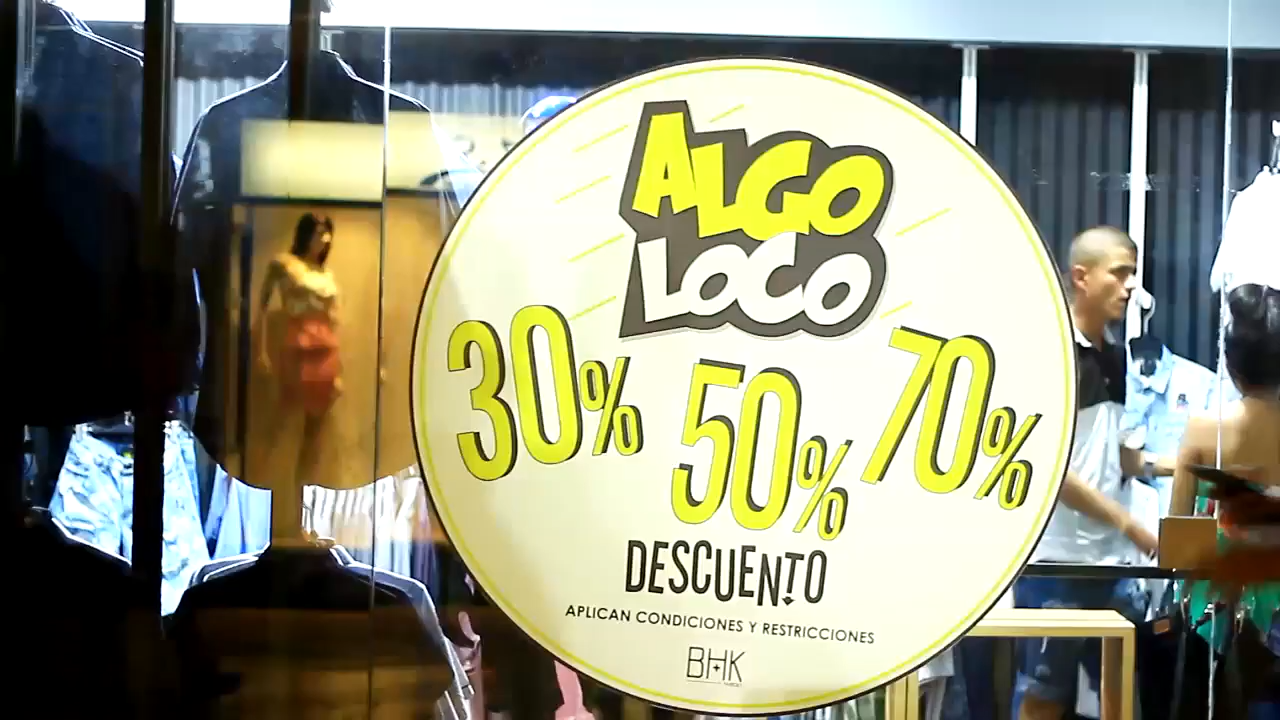 ALGO
LOCO
30% 50% 70%
DESCUENTO
APLICAN CONDICIONES Y RESTRICCIONES
BHK